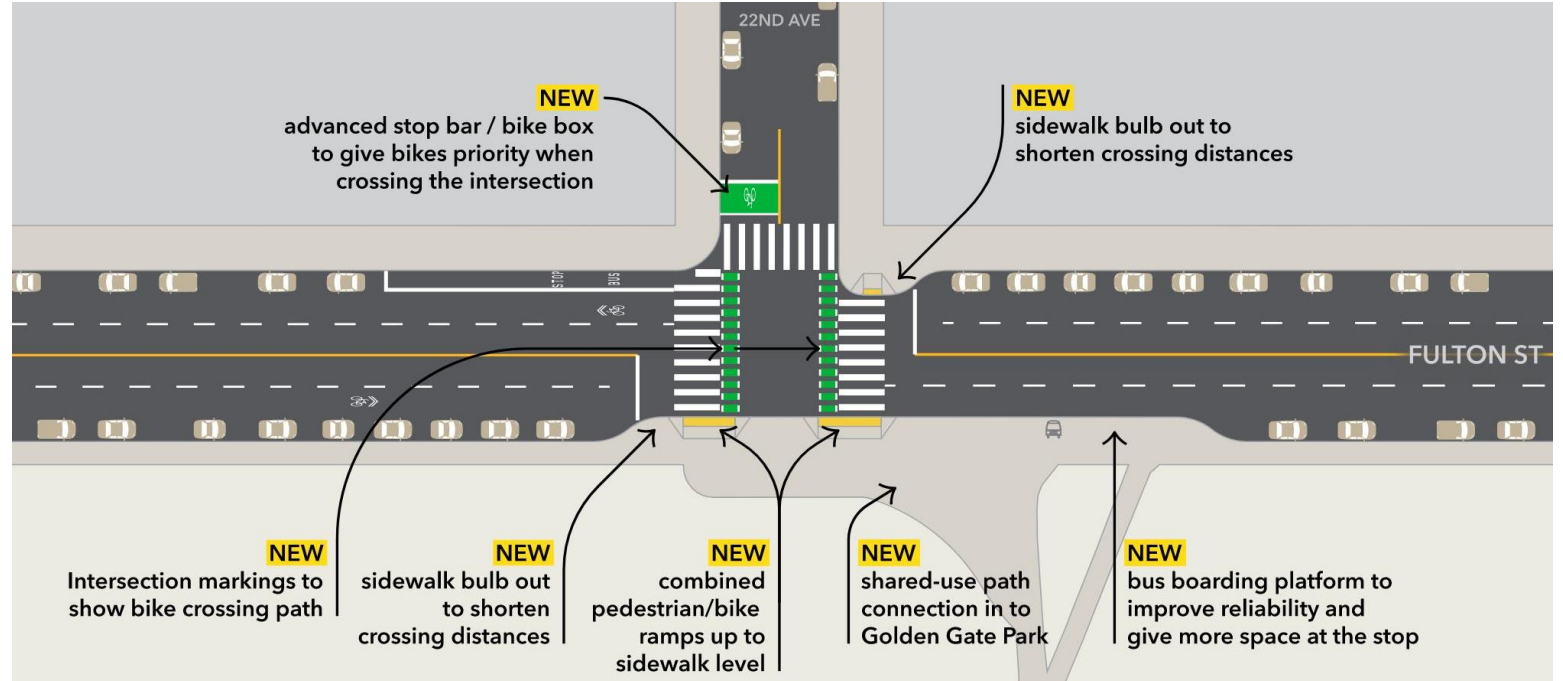 22ND AVE
NEW
advanced stop bar / bike box
to give bikes priority when
crossing the intersection
NEW
sidewalk bulb out to
shorten crossing distances
STOP
BUS
FULTON ST
NEW
Intersection markings to
show bike crossing path
NEW
sidewalk bulb out
to shorten
crossing distances
NEW
combined
pedestrian/bike
ramps up to
sidewalk level
NEW
shared-use path
connection in to
Golden Gate Park
NEW
bus boarding platform to
improve reliability and
give more space at the stop